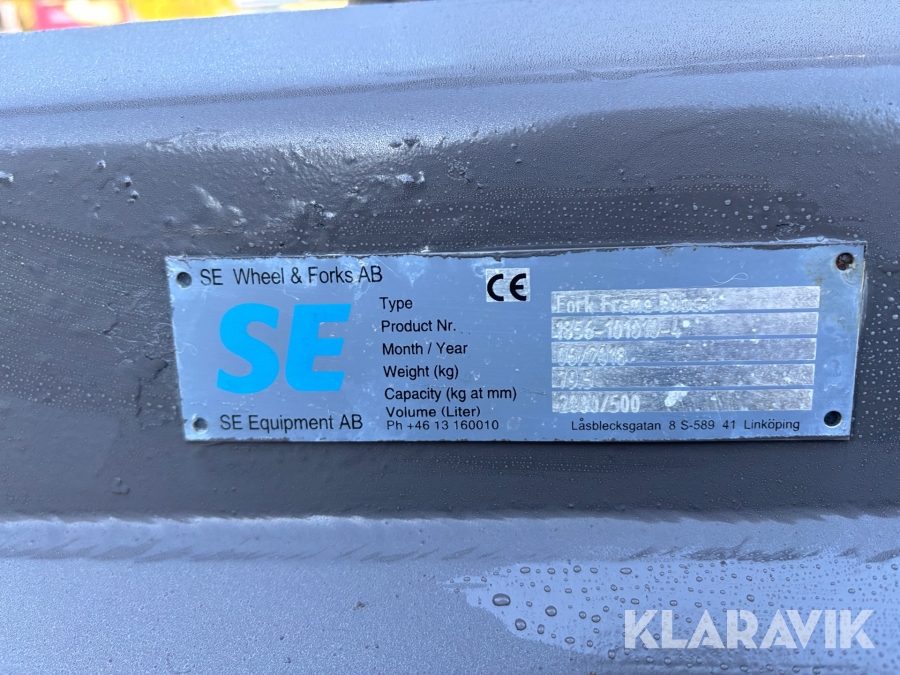 SE Wheel & Forks AB
CE
SE
SE Equipment AB
Type Fork Frame
Product Nr.
Month / Year
Weight (kg)
Capacity (kg at mm)
Volume (Liter)
Ph +46 13 160010
Låsblecksgatan 8 S-589 41 Linköping
KLARAVIK